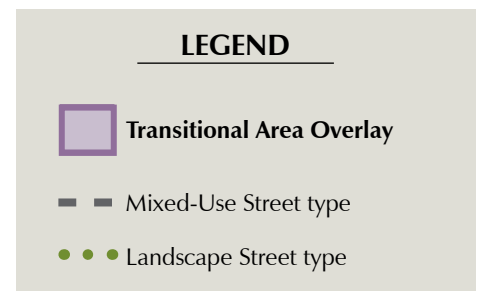 LEGEND
Transitional Area Overlay
Mixed-Use Street type
Landscape Street type